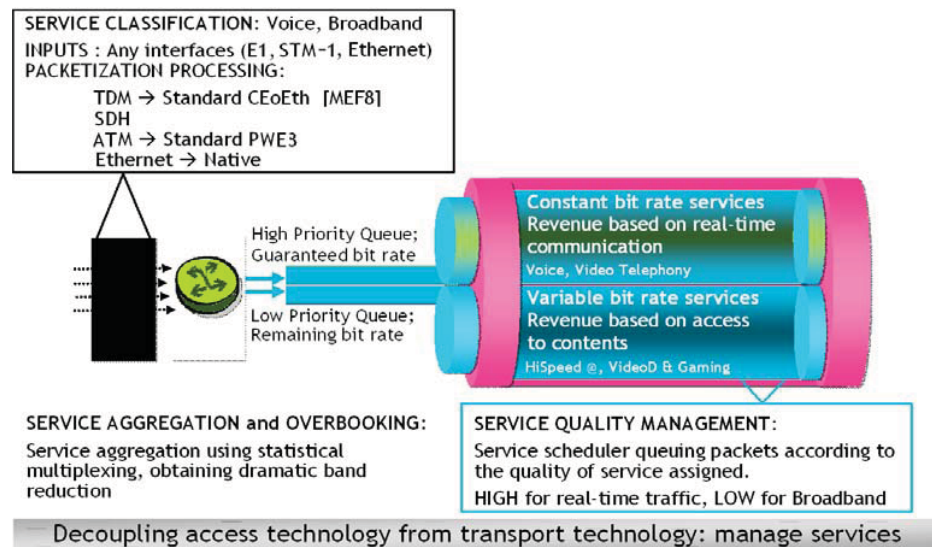 SERVICE CLASSIFICATION: Voice, Broadband
INPUTS : Any interfaces (E1, STM-1, Ethernet)
PACKETIZATION PROCESSING:
TDM → Standard CEoEth [MEF8]
SDH
ATM → Standard PWE3
Ethernet → Native
High Priority Queue;
Guaranteed bit rate
Low Priority Queue;
Remaining bit rate
Constant bit rate services
Revenue based on real-time
communication
Voice, Video Telephony
Variable bit rate services
Revenue based on access
to contents
HiSpeed @, VideoD & Gaming
SERVICE AGGREGATION and OVERBOOKING:
Service aggregation using statistical
multiplexing, obtaining dramatic band
reduction
SERVICE QUALITY MANAGEMENT:
Service scheduler queuing packets according to
the quality of service assigned.
HIGH for real-time traffic, LOW for Broadband
Decoupling access technology from transport technology: manage services